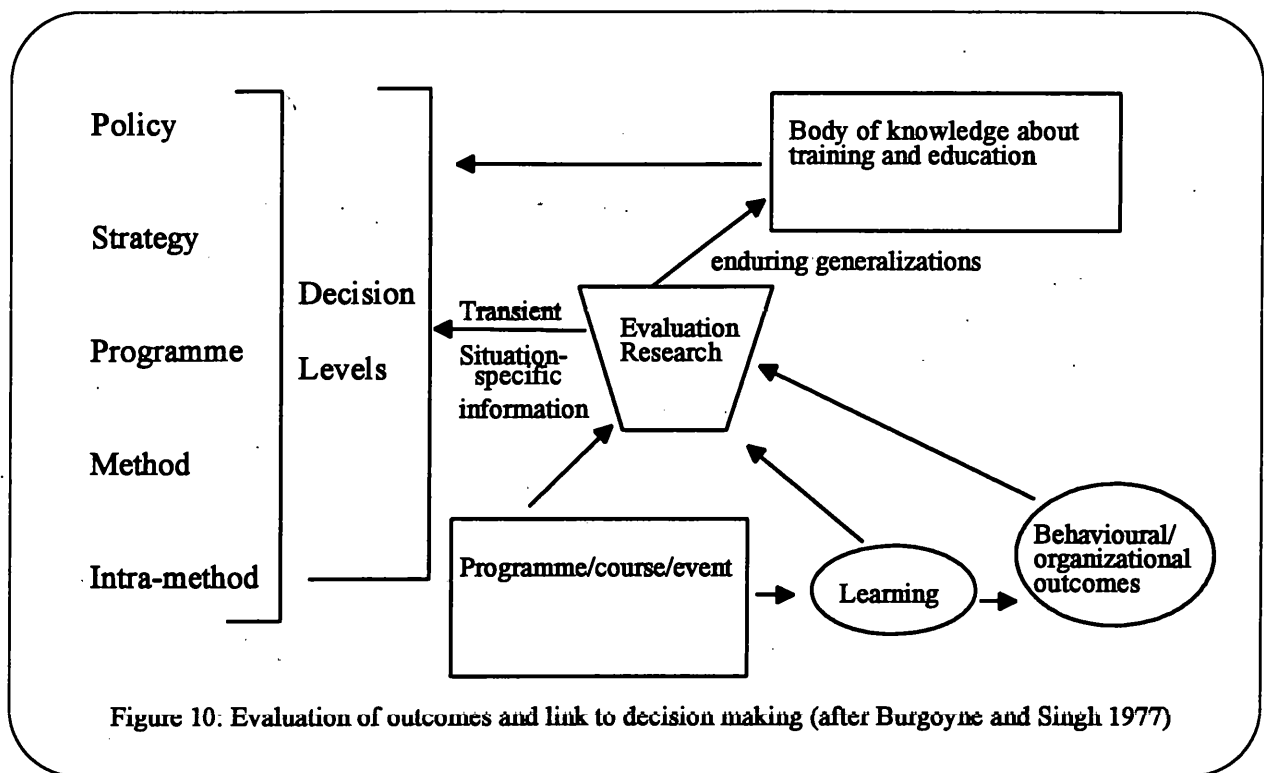 Policy
Strategy
Programme
Method
Intra-method
Decision
Levels
Body of knowledge about
training and education
enduring generalizations
Transient
Situation-
specific
information
Evaluation
Research
Programme/course/event
Learning
Behavioural/
organizational
outcomes
Figure 10: Evaluation of outcomes and link to decision making (after Burgoyne and Singh 1977)